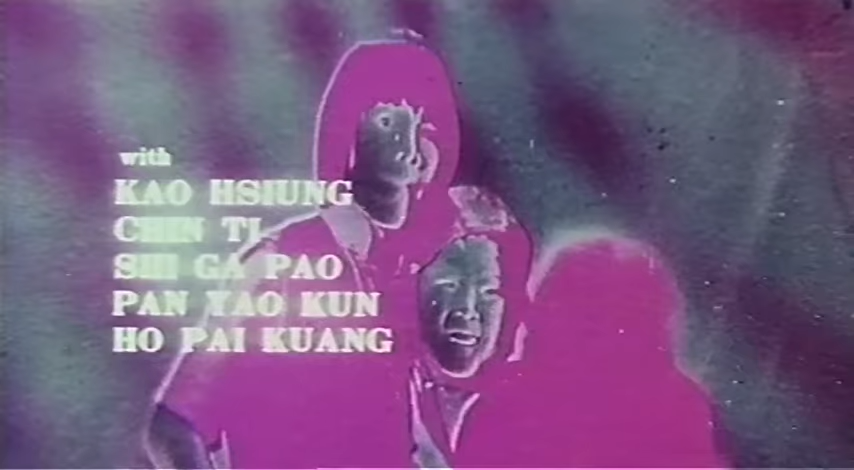 with
KAO HSIUNG
TI
GA PAO
PAN YAO KUN
HO PAI KUANG